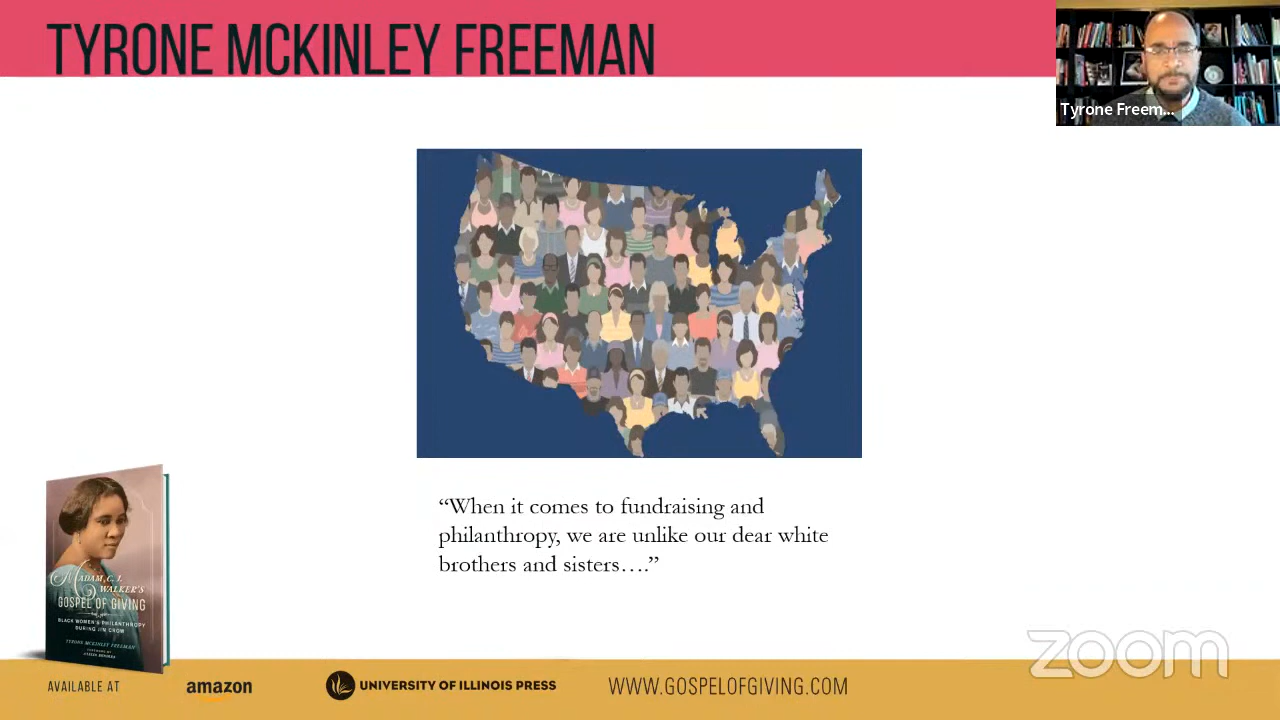 TYRONE MCKINLEY FREEMAN
Tyrone Freem...
“When it comes to fundraising and
philanthropy, we are unlike our dear white
brothers and sisters….”
MADAM C. J.
WALKER'S
GOSPEL OF GIVING
BLACK WOMEN'S PHILANTHROPY
DURING JIM CROW
TYRONE MCKINLEY FREEMAN
zoom
AVAILABLE AT
amazon
UNIVERSITY OF ILLINOIS PRESS
WWW.GOSPELOFGIVING.COM